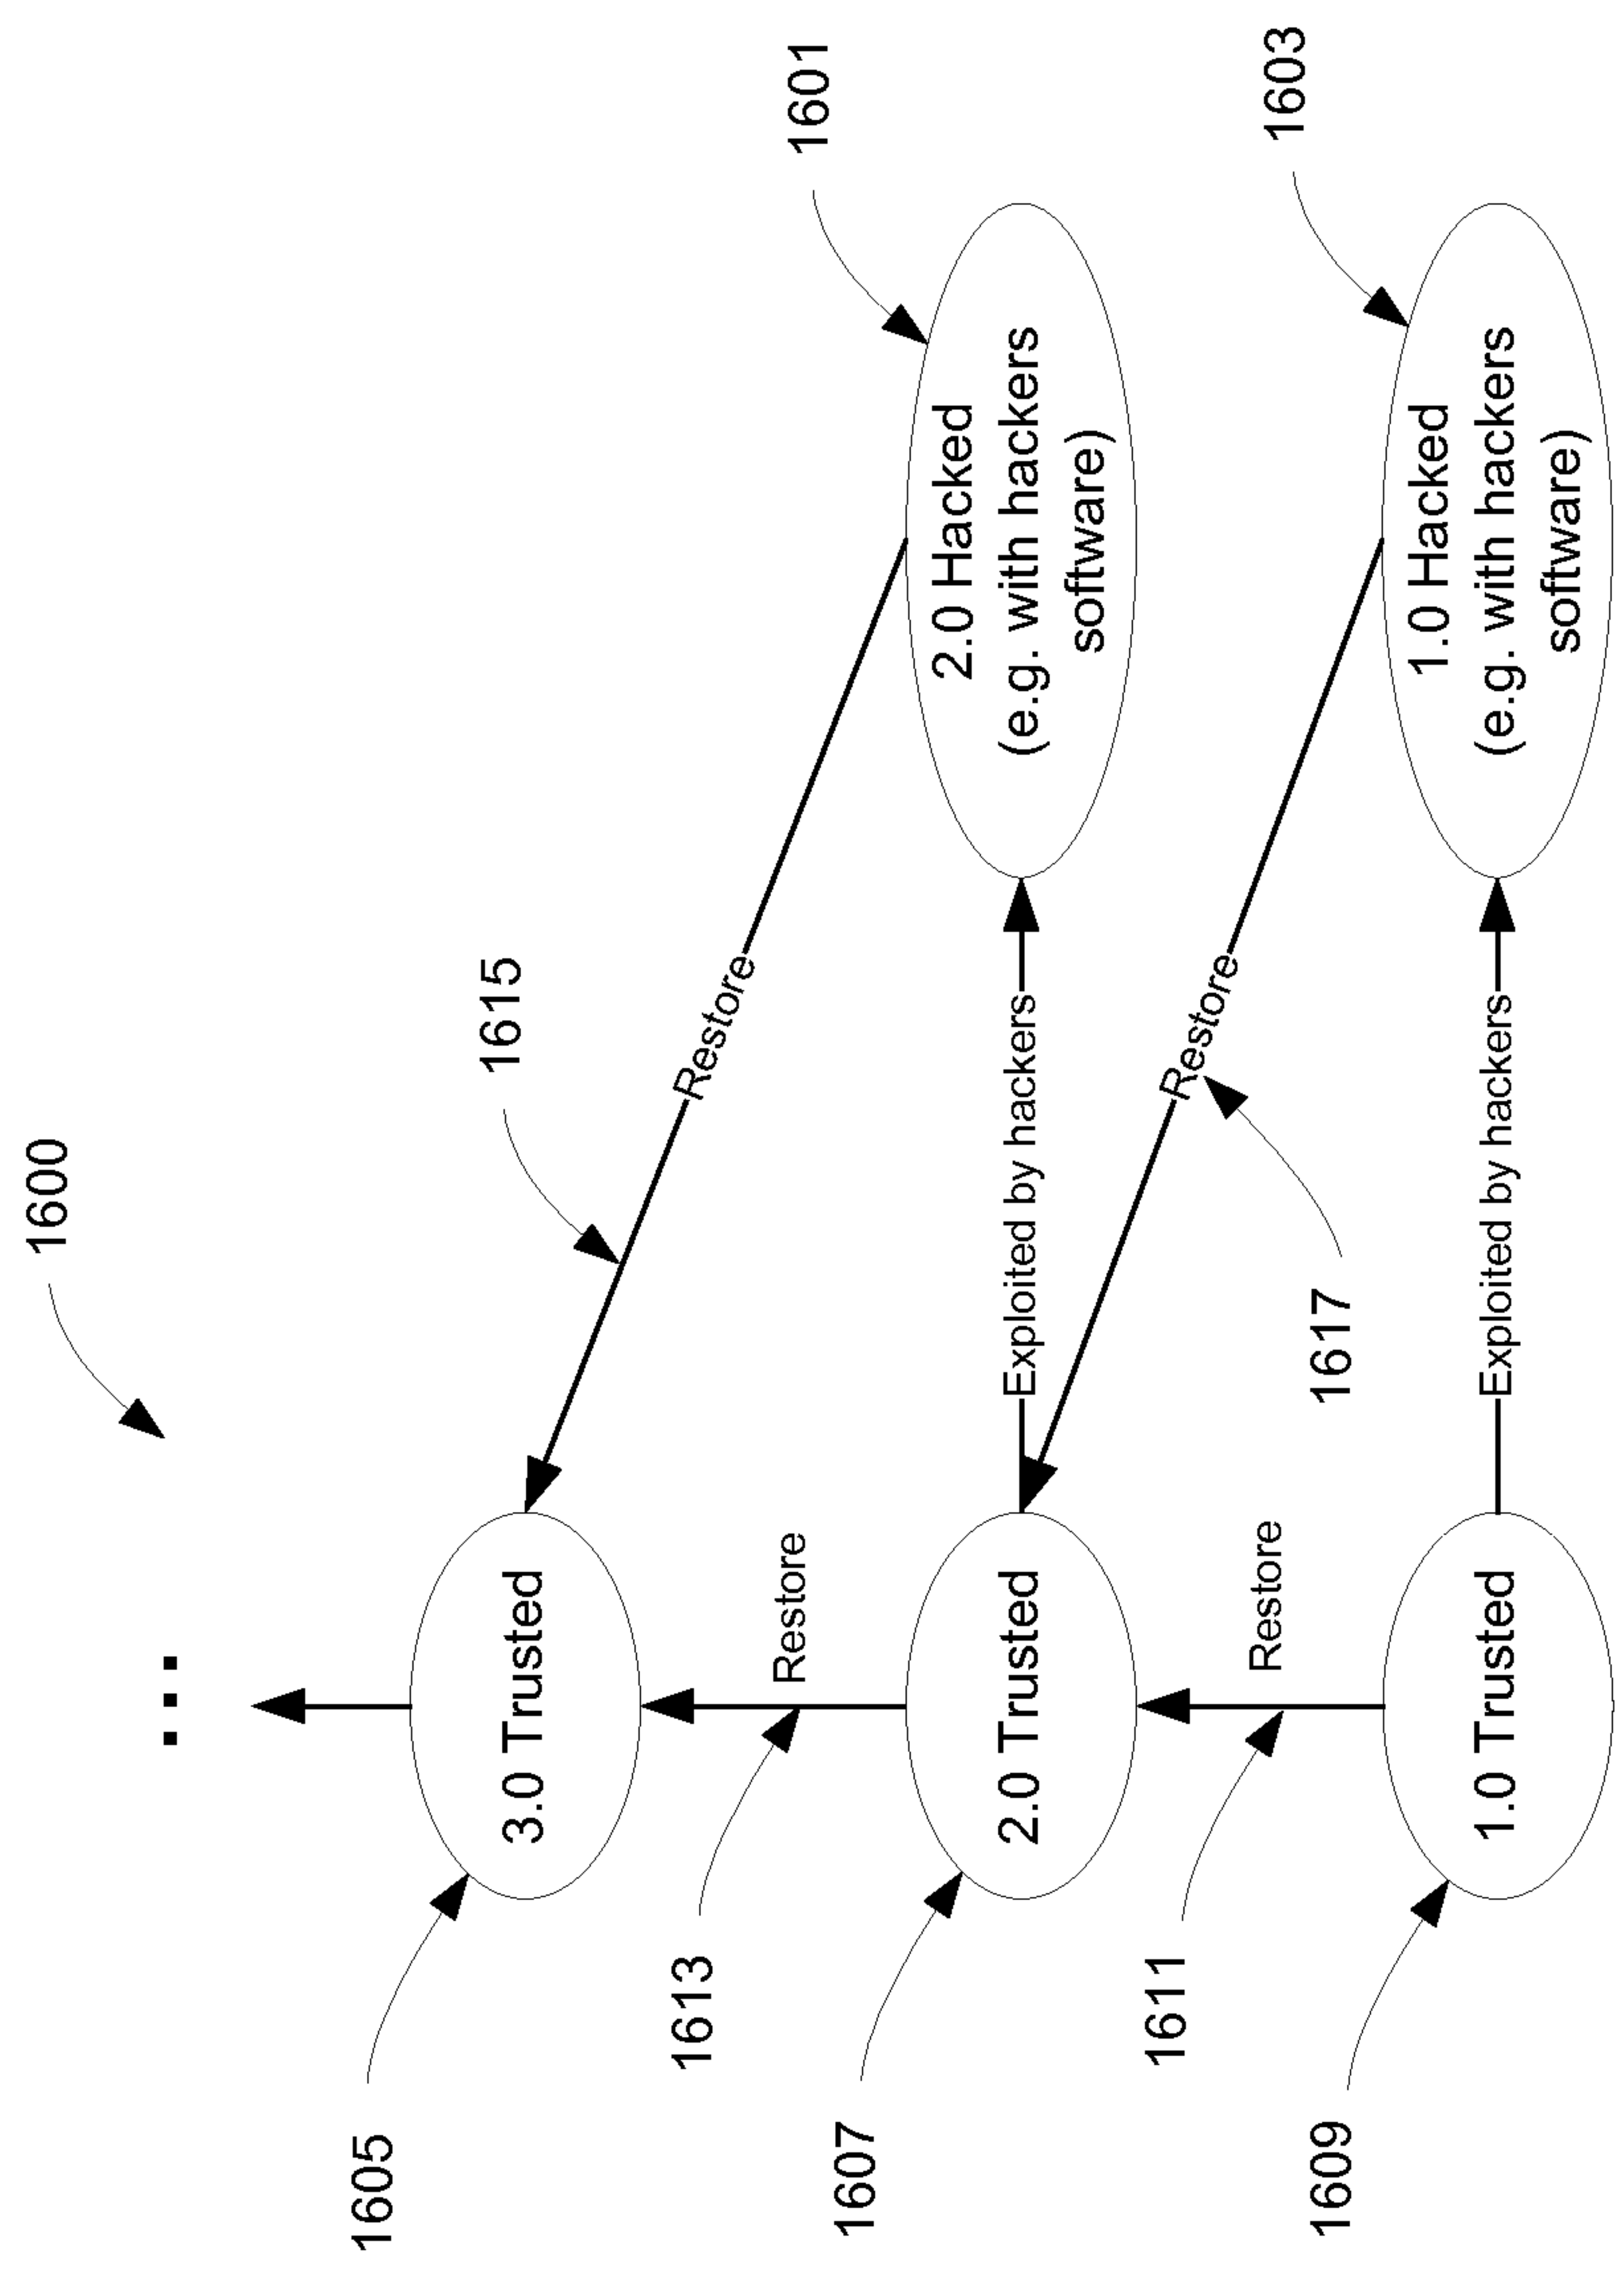 1600
...
1605
3.0 Trusted
1615
1613
Restore
Restore
1601
1607
2.0 Trusted
Exploited by hackers
2.0 Hacked
(e.g. with hackers
software)
1611
Restore
1617
Restore
1603
1609
1.0 Trusted
Exploited by hackers
1.0 Hacked
(e.g. with hackers
software)